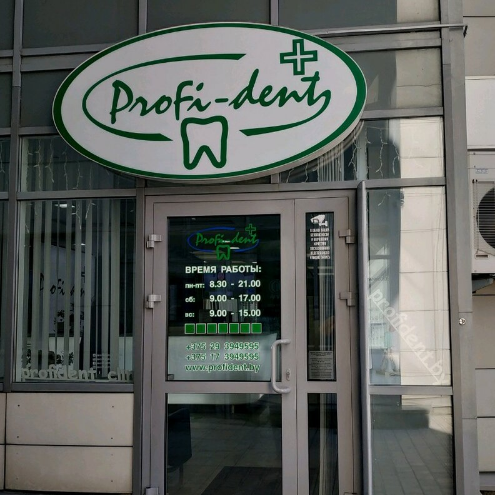 Profi-dent
Profi-dent
ВРЕМЯ РАБОТЫ:
пн-пт: 8.30 - 21.00
сб: 9.00 - 17.00
вс: 9.00 - 15.00
+375 29 3949595
+375 17 3949595
www.profident.by
profident.by
profident